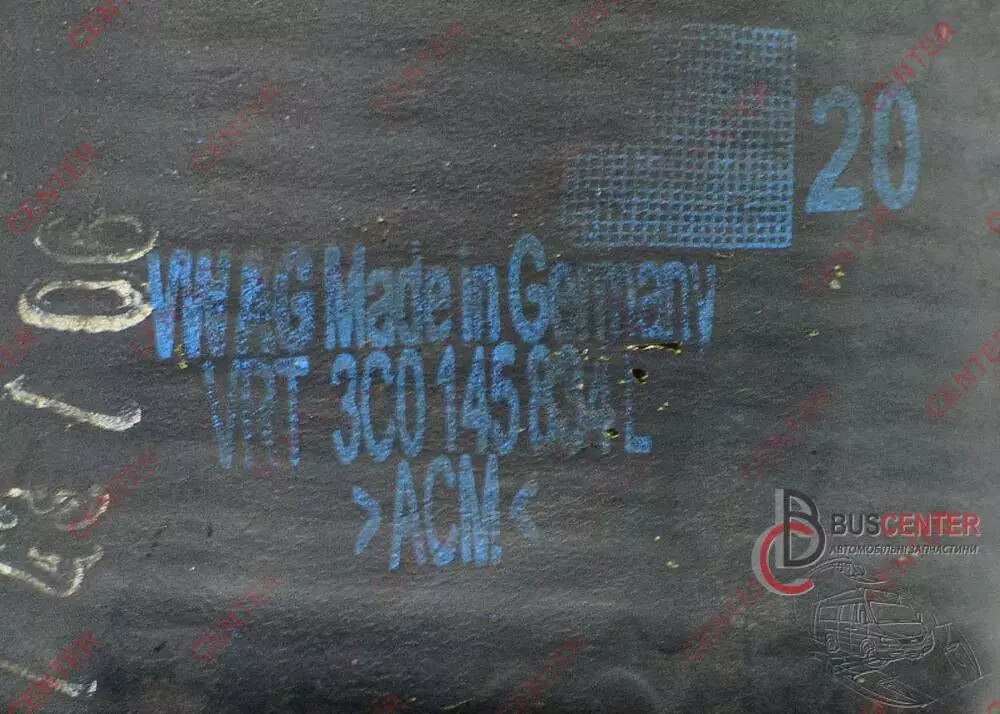 20
VW AG Made in Germany
VRT 3C0 145 834 L
>ACM<
BUSCENTER
АВТОМОБІЛЬНІ ЗАПЧАСТИНИ